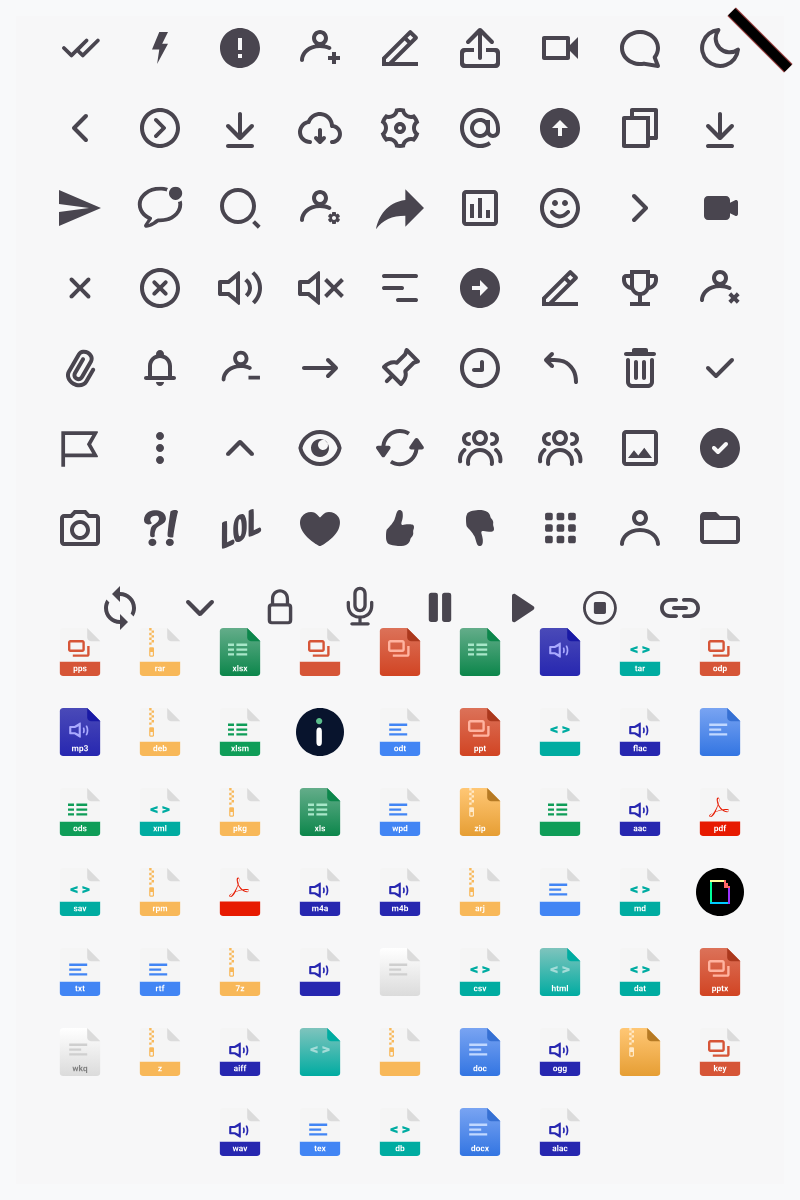 ?!
LOL
pps rar xlsx tar odp
mp3 deb xlsm odt ppt flac
ods xml pkg xls wpd zip aac pdf
sav rpm m4a m4b arj md
txt rtf 7z csv html dat pptx
wkq z aiff doc ogg key
wav tex db docx alac